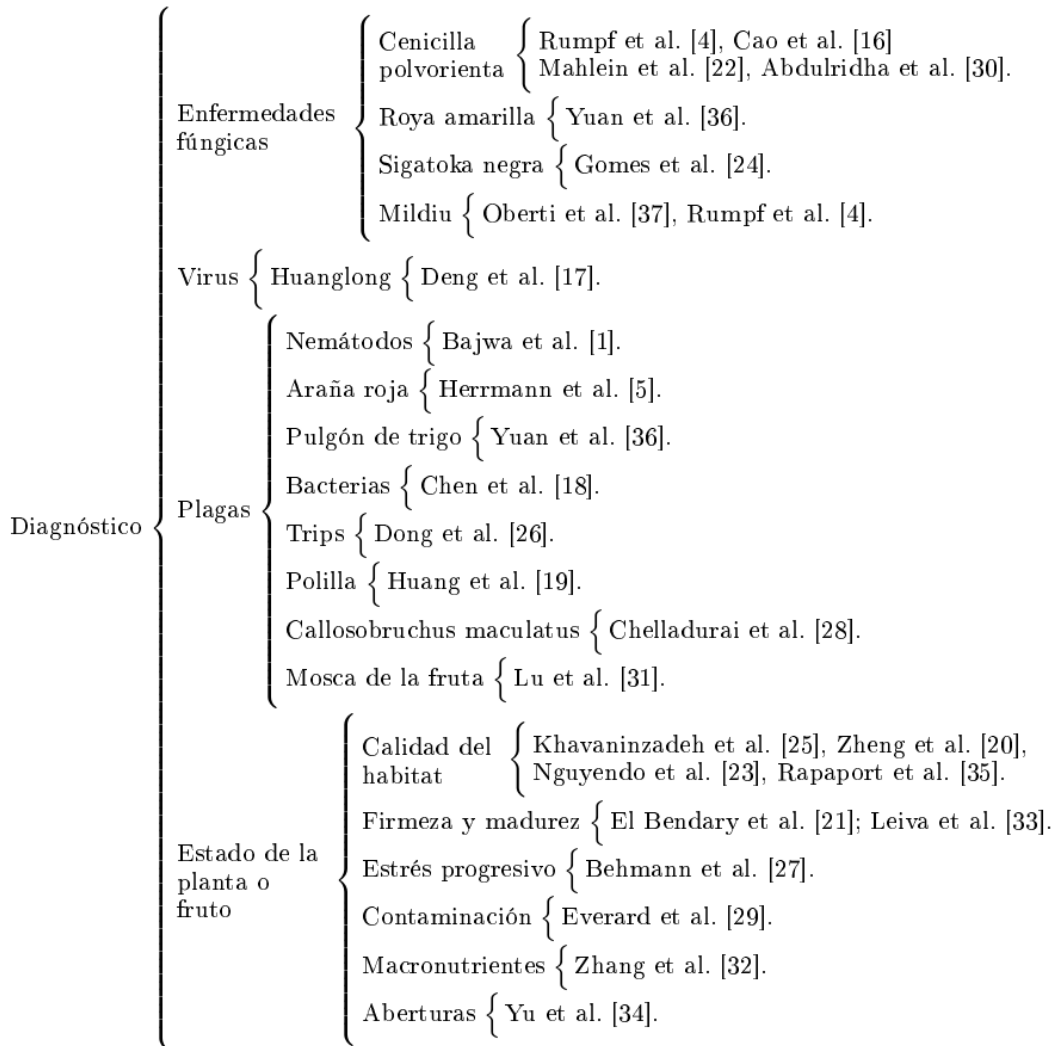 Diagnóstico
Enfermedades
fúngicas
Cenicilla
polvorienta
Rumpf et al. [4], Cao et al. [16]
Mahlein et al. [22], Abdulridha et al. [30].
Roya amarilla { Yuan et al. [36].
Sigatoka negra { Gomes et al. [24].
Mildiu { Oberti et al. [37], Rumpf et al. [4].
Virus { Huanglong { Deng et al. [17].
Plagas
Nemátodos { Bajwa et al. [1].
Araña roja { Herrmann et al. [5].
Pulgón de trigo { Yuan et al. [36].
Bacterias { Chen et al. [18].
Trips { Dong et al. [26].
Polilla { Huang et al. [19].
Callosobruchus maculatus { Chelladurai et al. [28].
Mosca de la fruta { Lu et al. [31].
Estado de la
planta o
fruto
Calidad del
habitat
Khavaninzadeh et al. [25], Zheng et al. [20],
Nguyendo et al. [23], Rapaport et al. [35].
Firmeza y madurez { El Bendary et al. [21]; Leiva et al. [33].
Estrés progresivo { Behmann et al. [27].
Contaminación { Everard et al. [29].
Macronutrientes { Zhang et al. [32].
Aberturas { Yu et al. [34].